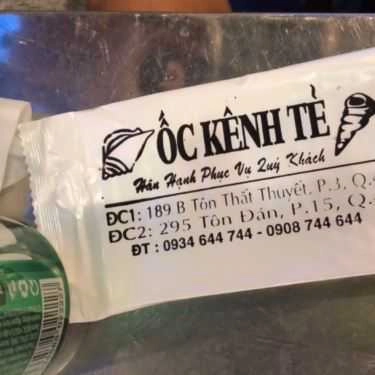 ỐC KÊNH TẺ
Hân Hạnh Phục Vụ Quý Khách
ĐC1: 189 B Tôn Thất Thuyết, P.3, Q.
ĐC2: 295 Tôn Đán, P.15, Q.
ĐT : 0934 644 744 - 0908 744 644